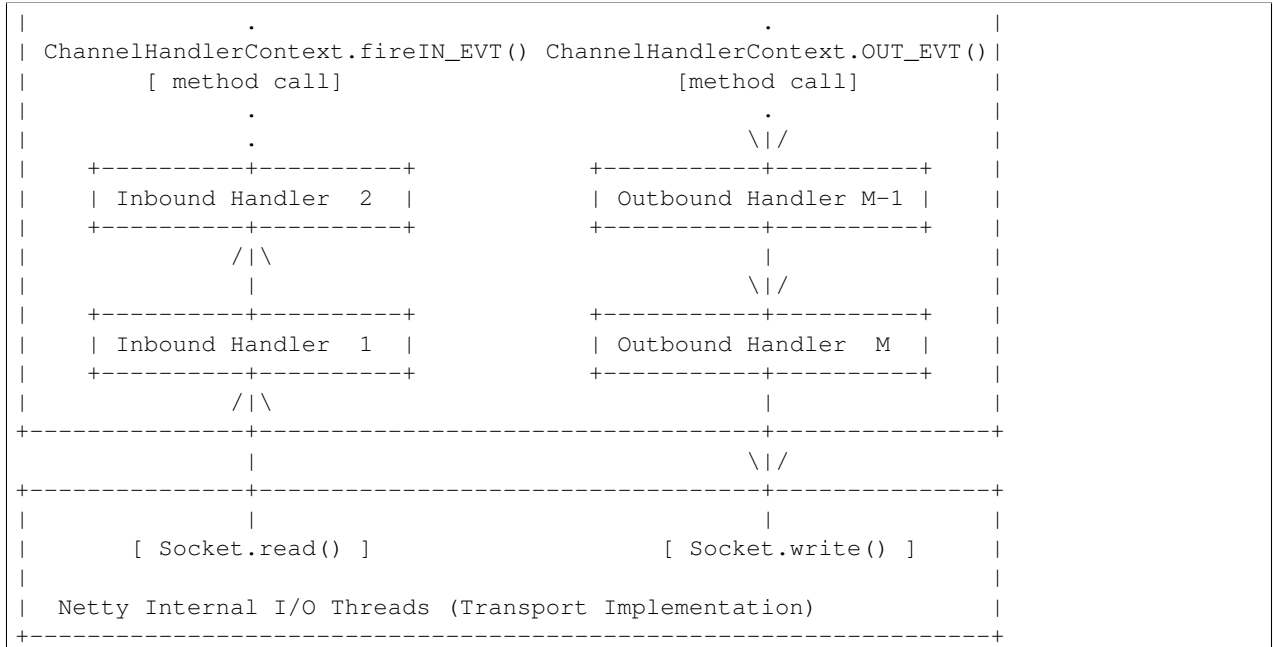 |               .                                   .               |
| ChannelHandlerContext.fireIN_EVT() ChannelHandlerContext.OUT_EVT()|
|        [ method call]                       [method call]         |
|               .                                   .               |
|               .                                  \|/              |
|    +----------+----------+            +-----------+----------+    |
|    | Inbound Handler  2  |            | Outbound Handler M-1 |    |
|    +----------+----------+            +-----------+----------+    |
|              /|\                                  |               |
|               |                                  \|/              |
|    +----------+----------+            +-----------+----------+    |
|    | Inbound Handler  1  |            | Outbound Handler  M  |    |
|    +----------+----------+            +-----------+----------+    |
|              /|\                                  |               |
+---------------+-----------------------------------+---------------+
                |                                  \|/
+---------------+-----------------------------------+---------------+
|               |                                   |               |
|       [ Socket.read() ]                    [ Socket.write() ]     |
|                                                                   |
|  Netty Internal I/O Threads (Transport Implementation)            |
+-------------------------------------------------------------------+